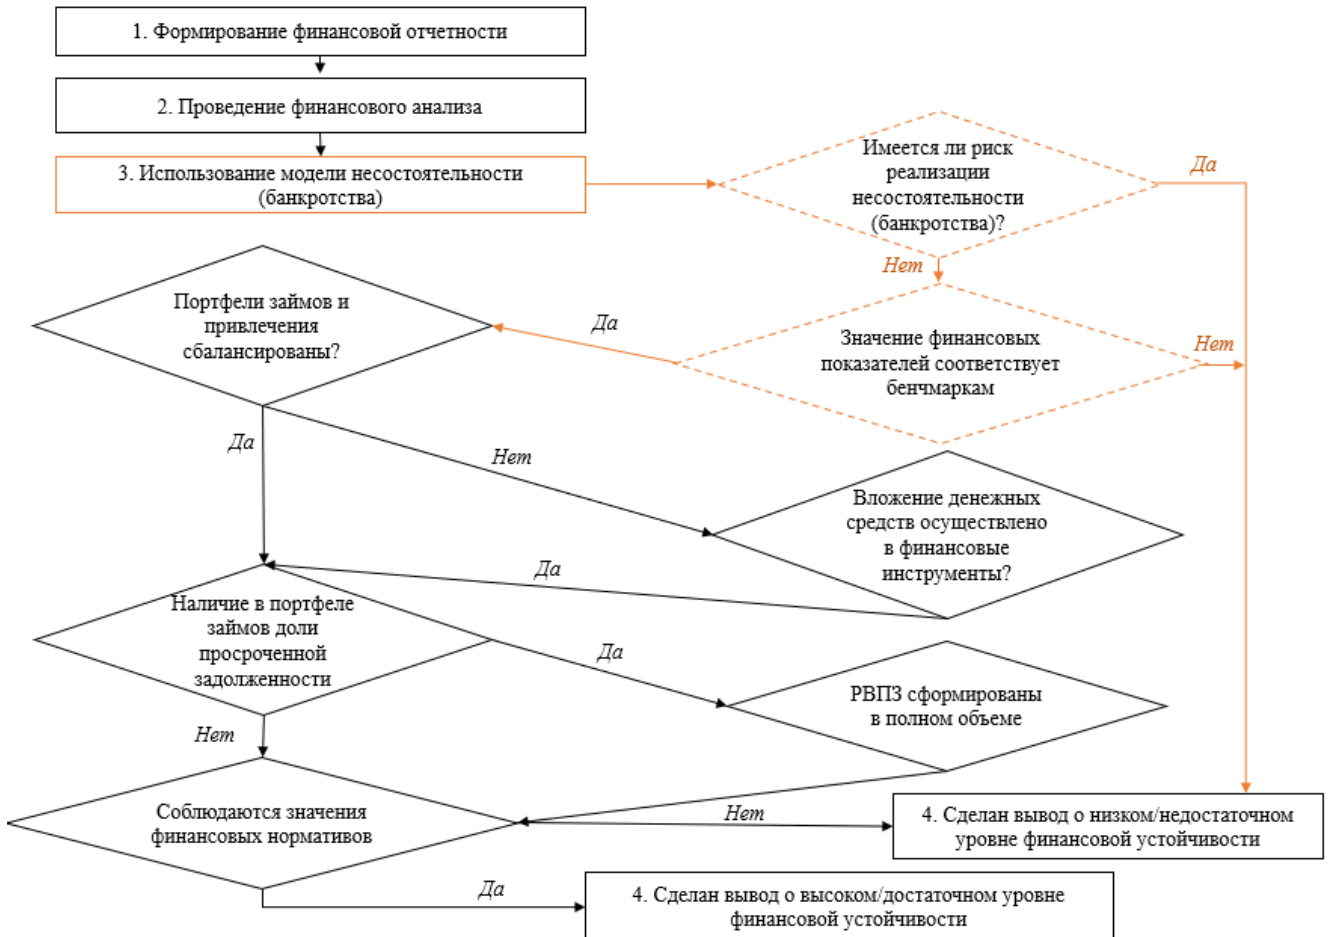 1. Формирование финансовой отчетности
2. Проведение финансового анализа
3. Использование модели несостоятельности
(банкротства)
Имеется ли риск
реализации
несостоятельности
(банкротства)?
Да
Нет
Портфели займов и
привлечения
сбалансированы?
Да
Значение финансовых
показателей соответствует
бенчмаркам
Нет
Да
Нет
Вложение денежных
средств осуществлено
в финансовые
инструменты?
Да
Наличие в портфеле
займов доли
просроченной
задолженности
Да
РВПЗ сформированы
в полном объеме
Нет
Соблюдаются значения
финансовых нормативов
Нет
4. Сделан вывод о низком/недостаточном
уровне финансовой устойчивости
Да
4. Сделан вывод о высоком/достаточном уровне
финансовой устойчивости